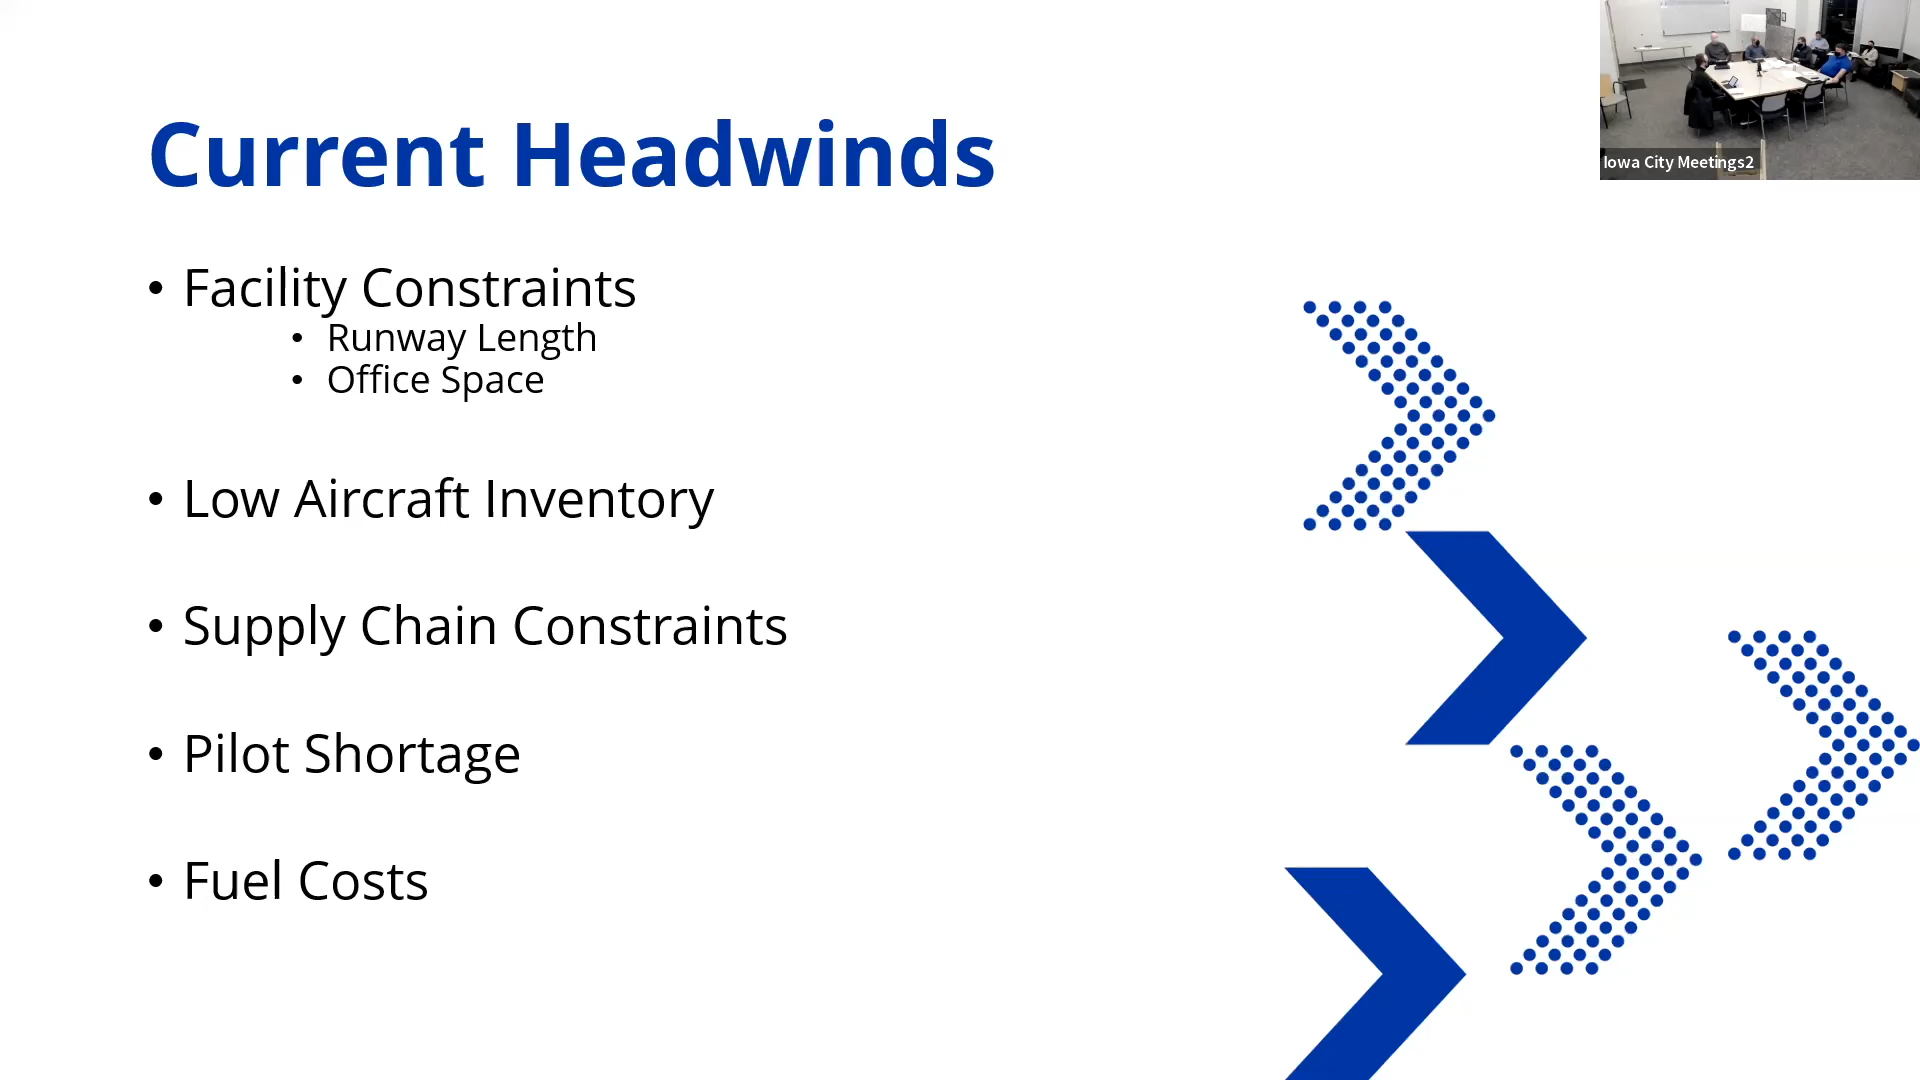 Current Headwinds
• Facility Constraints
• Runway Length
• Office Space
• Low Aircraft Inventory
• Supply Chain Constraints
• Pilot Shortage
• Fuel Costs
Iowa City Meetings2